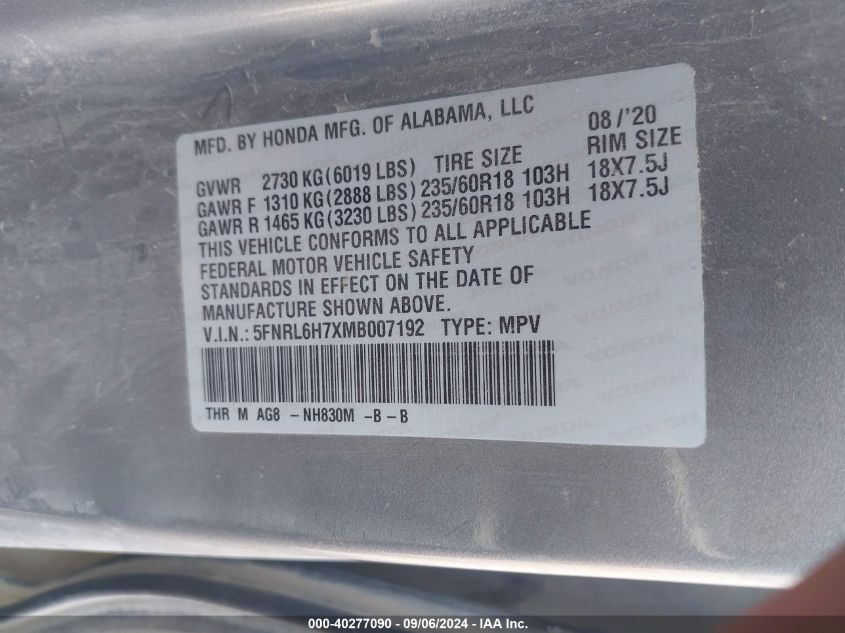 MFD. BY HONDA MFG. OF ALABAMA, LLC 08/'20
GVWR 2730 KG(6019 LBS) TIRE SIZE RIM SIZE
GAWR F 1310 KG(2888 LBS) 235/60R18 103H 18X7.5J
GAWR R 1465 KG(3230 LBS) 235/60R18 103H 18X7.5J
THIS VEHICLE CONFORMS TO ALL APPLICABLE
FEDERAL MOTOR VEHICLE SAFETY
STANDARDS IN EFFECT ON THE DATE OF
MANUFACTURE SHOWN ABOVE.
V.I.N.: 5FNRL6H7XMB007192 TYPE: MPV
THR M AG8 - NH830M -B - B
000-40277090 - 09/06/2024 - IAA Inc.